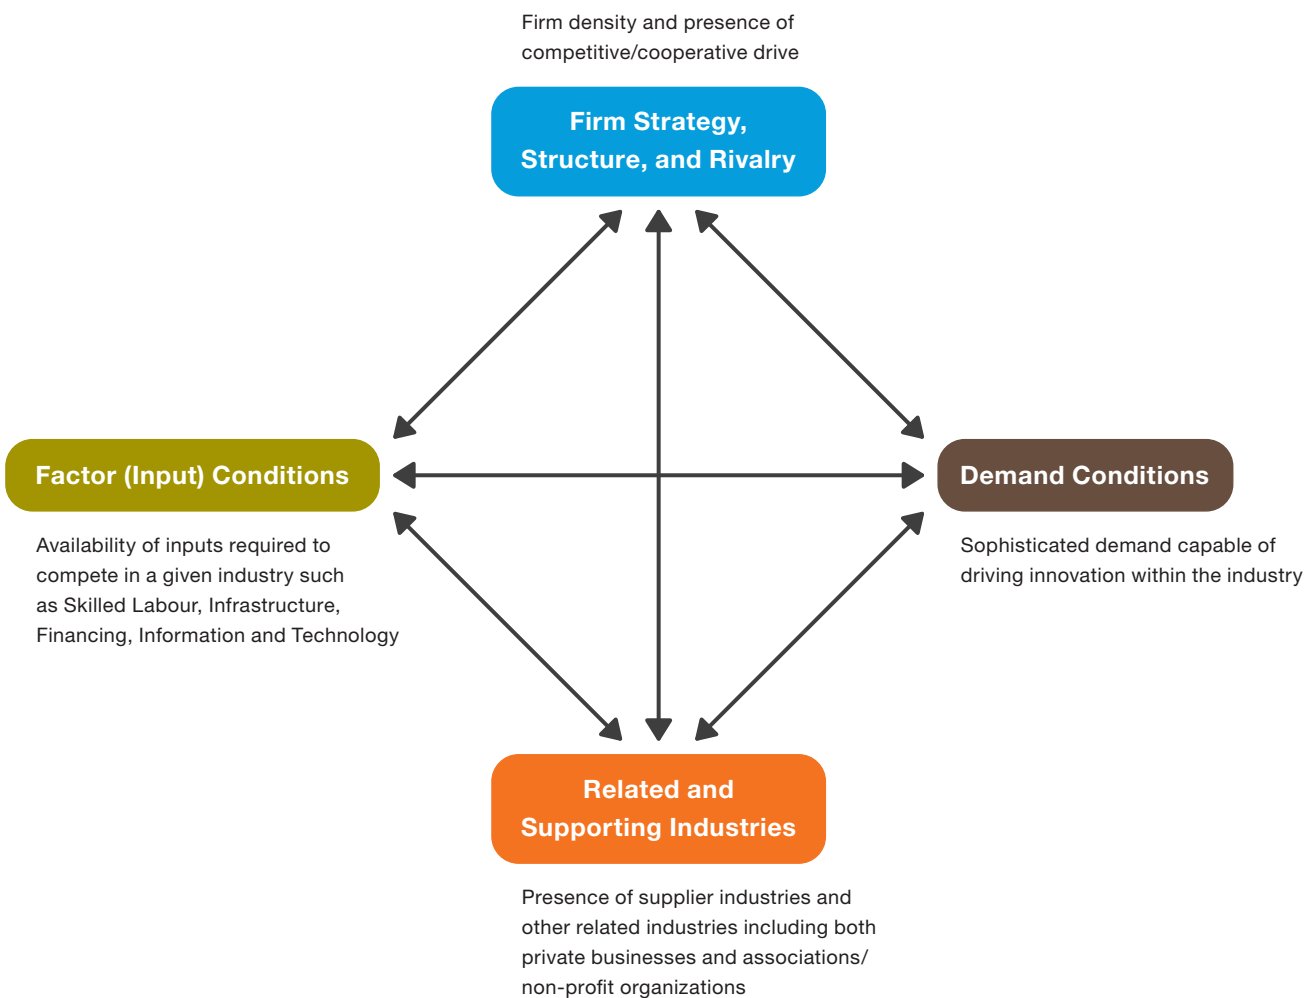 Firm density and presence of
competitive/cooperative drive
Firm Strategy,
Structure, and Rivalry
Factor (Input) Conditions
Availability of inputs required to
compete in a given industry such
as Skilled Labour, Infrastructure,
Financing, Information and Technology
Demand Conditions
Sophisticated demand capable of
driving innovation within the industry
Related and
Supporting Industries
Presence of supplier industries and
other related industries including both
private businesses and associations/
non-profit organizations